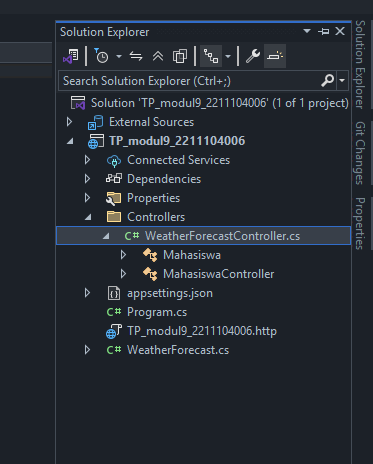 Solution Explorer
Search Solution Explorer (Ctrl+;)
Solution 'TP_modul9_2211104006' (1 of 1 project)
External Sources
TP_modul9_2211104006
Connected Services
Dependencies
Properties
Controllers
C# WeatherForecastController.cs
Mahasiswa
MahasiswaController
appsettings.json
C# Program.cs
TP_modul9_2211104006.http
C# WeatherForecast.cs
Solution Explorer
Git Changes
Properties